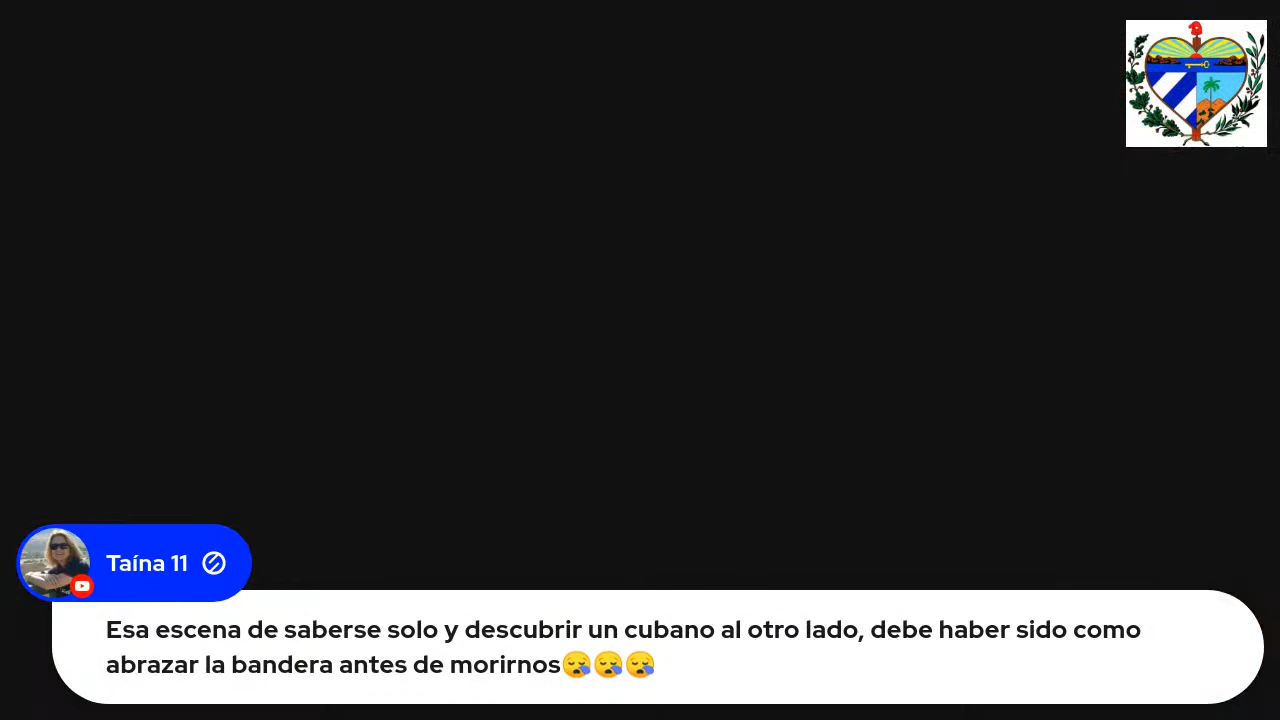 Taína 11
Esa escena de saberse solo y descubrir un cubano al otro lado, debe haber sido como
abrazar la bandera antes de morirnos😪😪😪